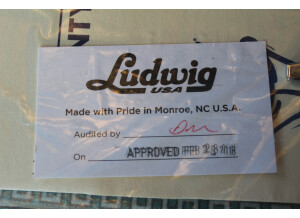 Ludwig
USA
Made with Pride in Monroe, NC U.S.A.
Audited by
On APPROVED